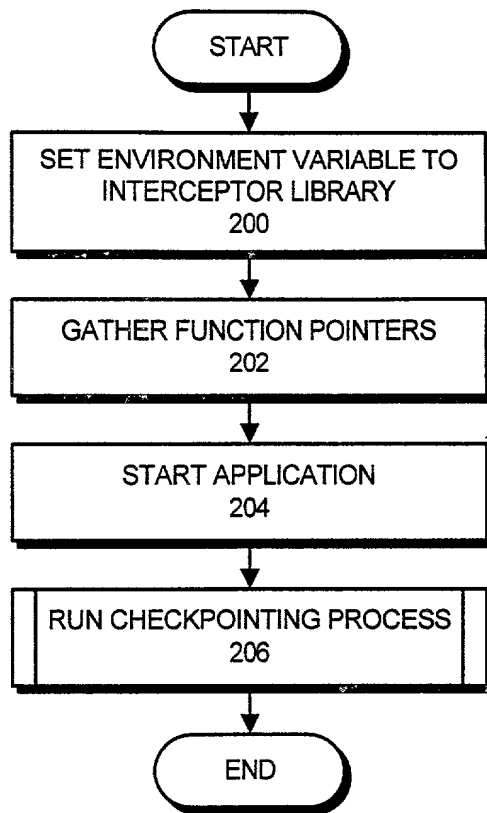 START
SET ENVIRONMENT VARIABLE TO
INTERCEPTOR LIBRARY
200
GATHER FUNCTION POINTERS
202
START APPLICATION
204
RUN CHECKPOINTING PROCESS
206
END